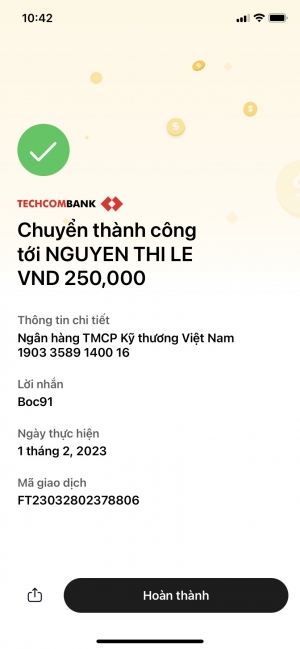 10:42
TECHCOMBANK
Chuyển thành công
tới NGUYEN THI LE
VND 250,000
Thông tin chi tiết
Ngân hàng TMCP Kỹ thương Việt Nam
1903 3589 1400 16
Lời nhắn
Boc91
Ngày thực hiện
1 tháng 2, 2023
Mã giao dịch
FT23032802378806
Hoàn thành